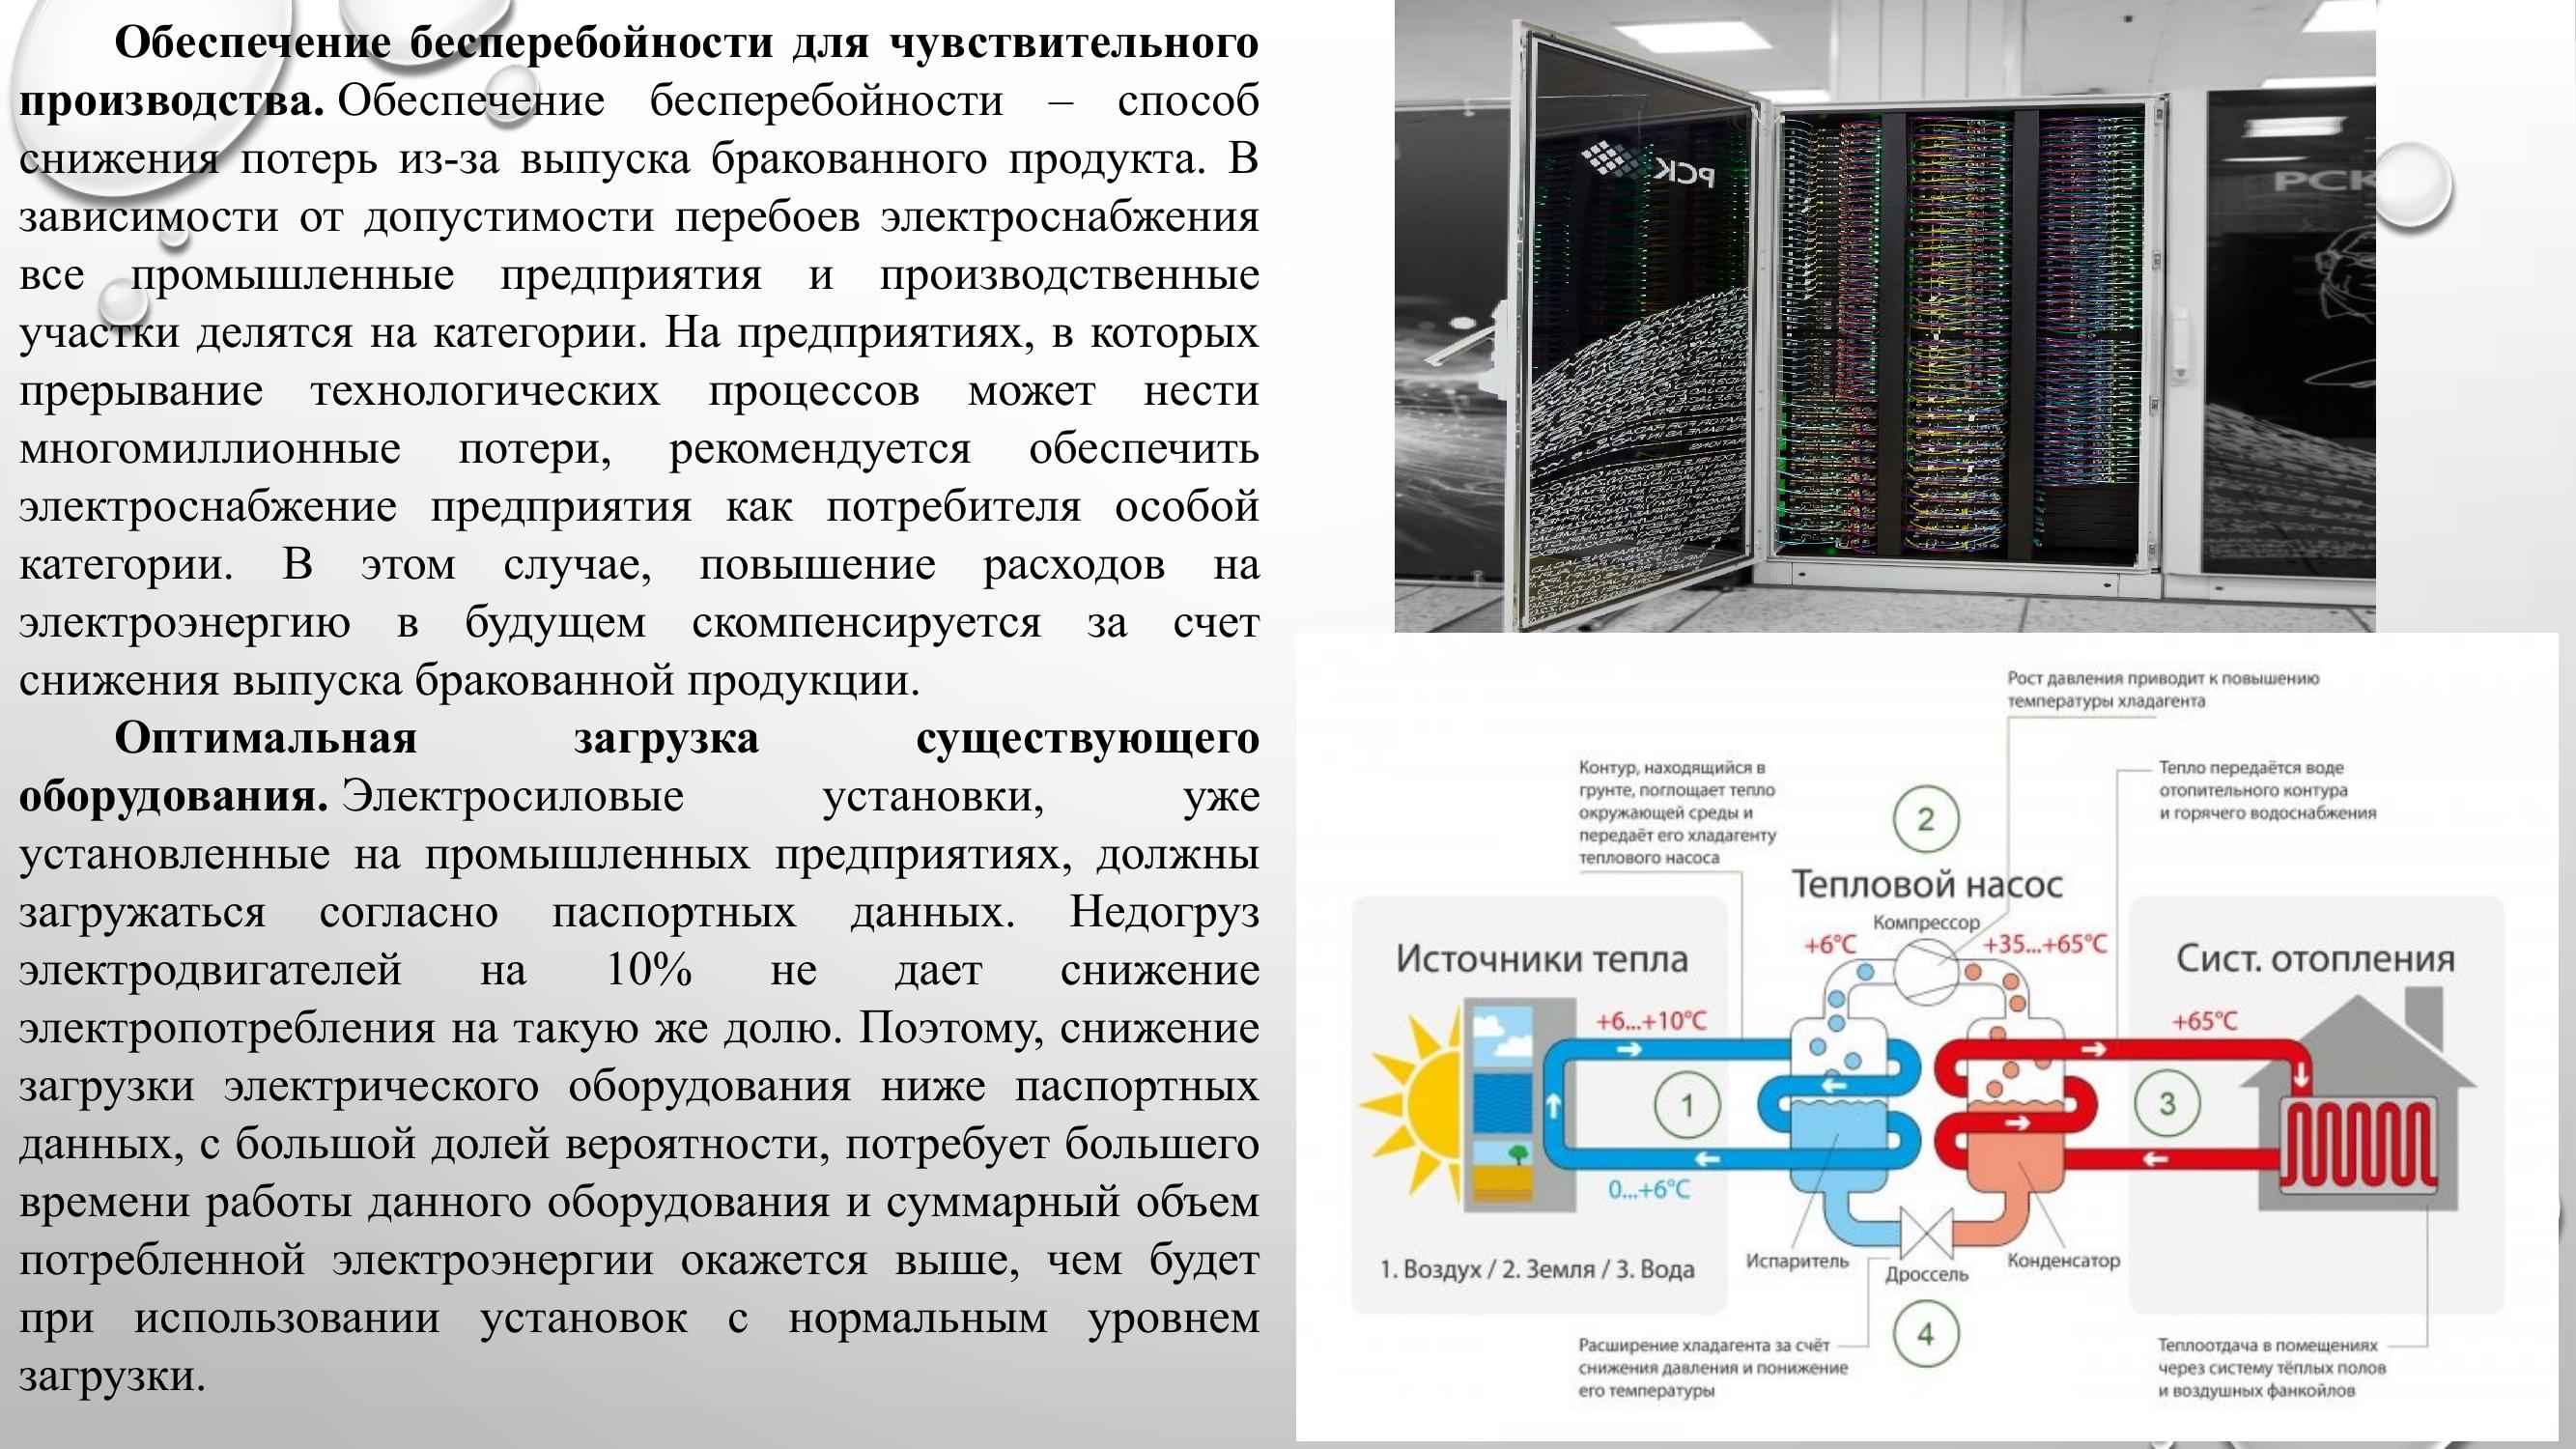 Обеспечение бесперебойности для чувствительного
производства. Обеспечение бесперебойности – способ
снижения потерь из-за выпуска бракованного продукта. В
зависимости от допустимости перебоев электроснабжения
все промышленные предприятия и производственные
участки делятся на категории. На предприятиях, в которых
прерывание технологических процессов может нести
многомиллионные потери, рекомендуется обеспечить
электроснабжение предприятия как потребителя особой
категории. В этом случае, повышение расходов на
электроэнергию в будущем скомпенсируется за счет
снижения выпуска бракованной продукции.
Оптимальная загрузка существующего
оборудования. Электросиловые установки, уже
установленные на промышленных предприятиях, должны
загружаться согласно паспортных данных. Недогруз
электродвигателей на 10% не дает снижение
электропотребления на такую же долю. Поэтому, снижение
загрузки электрического оборудования ниже паспортных
данных, с большой долей вероятности, потребует большего
времени работы данного оборудования и суммарный объем
потребленной электроэнергии окажется выше, чем будет
при использовании установок с нормальным уровнем
загрузки.
РСК
РСК
Рост давления приводит к повышению
температуры хладагента
Контур, находящийся в
грунте, поглощает тепло
окружающей среды и
передаёт его хладагенту
теплового насоса
Тепло передаётся воде
отопительного контура
и горячего водоснабжения
2
Тепловой насос
Компрессор
+6°C
+35...+65°C
Источники тепла
Сист. отопления
+6...+10°C
+65°C
1
3
0...+6°C
1. Воздух / 2. Земля / 3. Вода
Испаритель
Дроссель
Конденсатор
4
Расширение хладагента за счёт
снижения давления и понижение
его температуры
Теплоотдача в помещениях
через систему тёплых полов
и воздушных фанкойлов